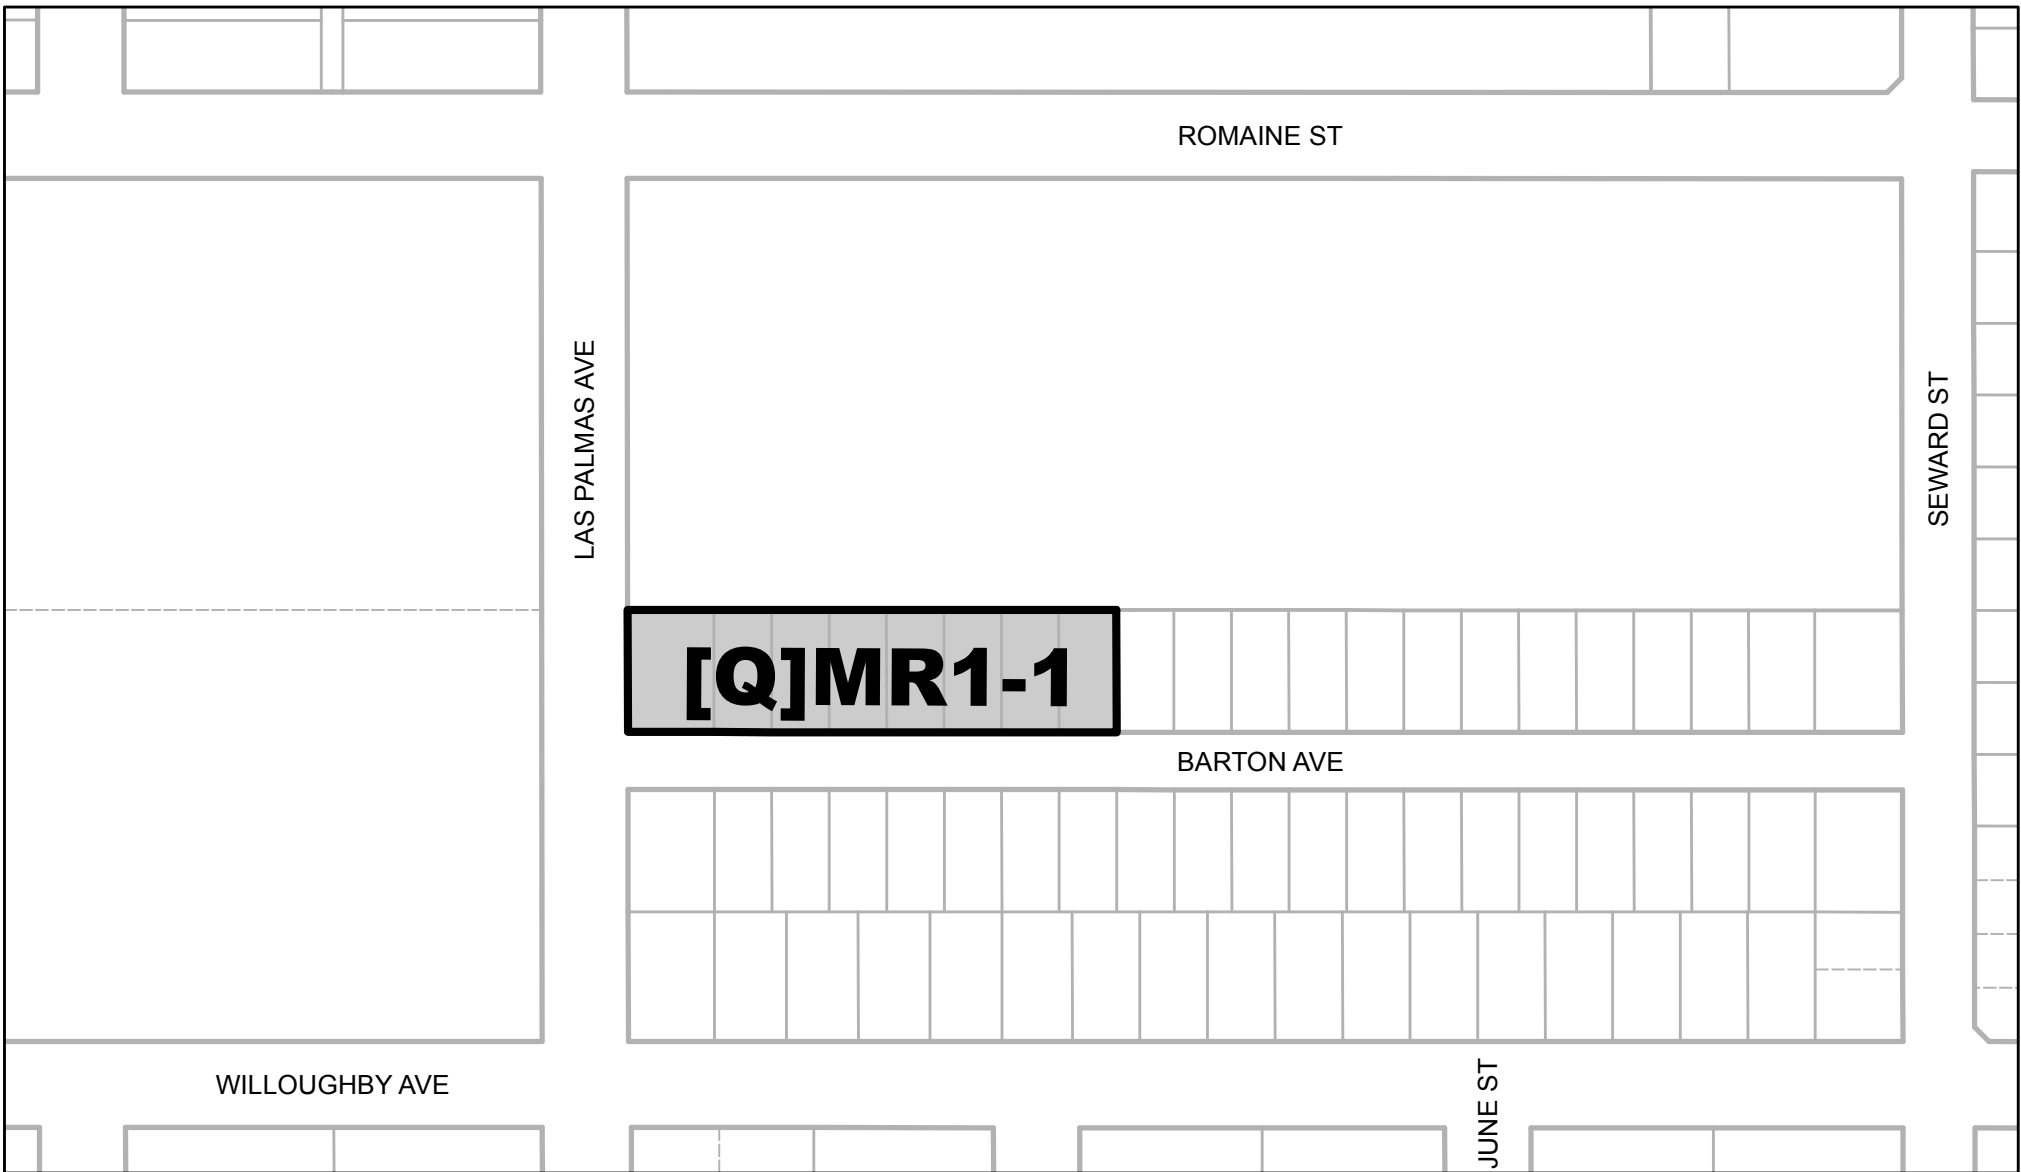 ROMAINE ST
LAS PALMAS AVE
SEWARD ST
[Q]MR1-1
BARTON AVE
WILLOUGHBY AVE
JUNE ST